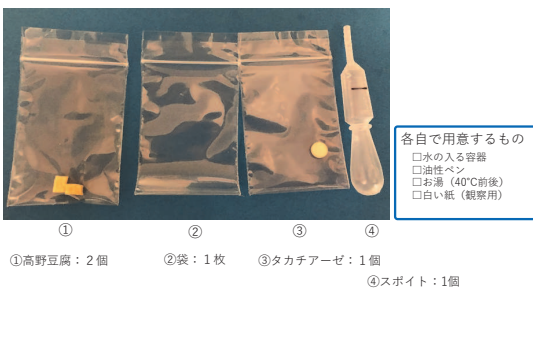 各自で用意するもの
□水の入る容器
□油性ペン
□お湯（40℃前後）
□白い紙（観察用）
① ② ③ ④
①高野豆腐：２個 ②袋：１枚 ③タカヂアーゼ：１個
④スポイト：1個